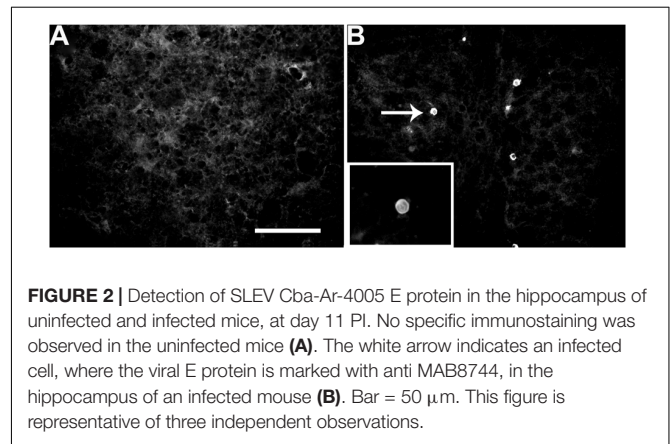 A
B
FIGURE 2 | Detection of SLEV Cba-Ar-4005 E protein in the hippocampus of
uninfected and infected mice, at day 11 PI. No specific immunostaining was
observed in the uninfected mice (A). The white arrow indicates an infected
cell, where the viral E protein is marked with anti MAB8744, in the
hippocampus of an infected mouse (B). Bar = 50 μm. This figure is
representative of three independent observations.